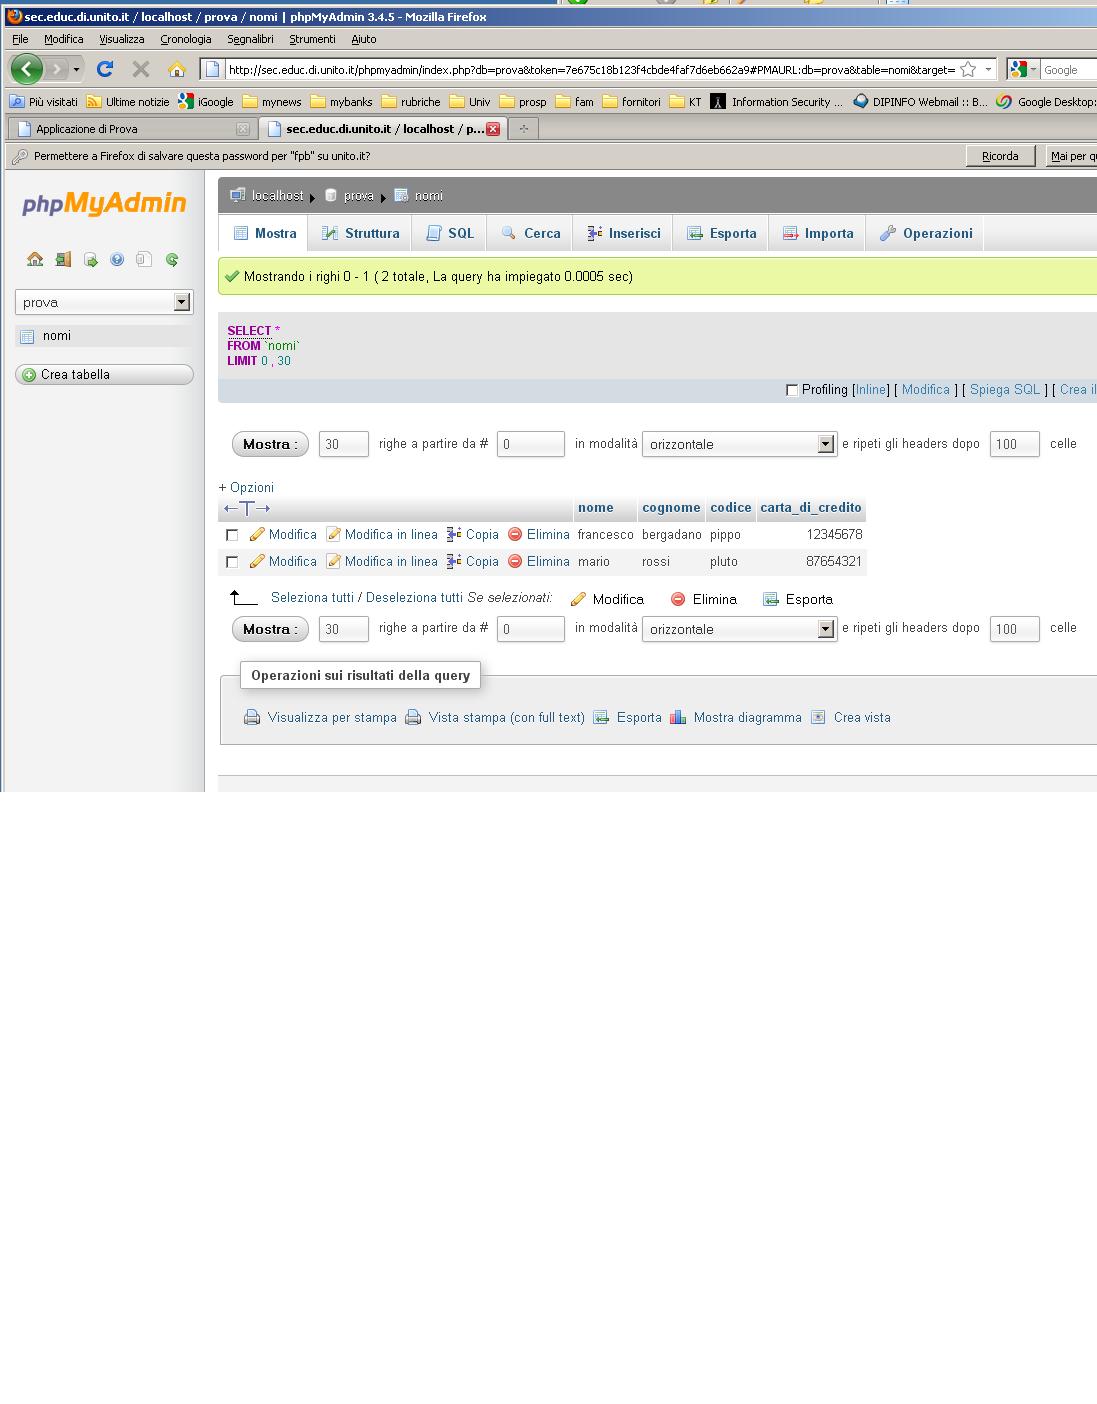 sec.educ.di.unito.it / localhost / prova / nomi | phpMyAdmin 3.4.5 - Mozilla Firefox
File Modifica Visualizza Cronologia Segnalibri Strumenti Aiuto
http://sec.educ.di.unito.it/phpmyadmin/index.php?db=prova&token=7e675c18b123f4cbde4faf7d6eb662a9#PMAURL:db=prova&table=nomi&target= Google
Più visitati Ultime notizie iGoogle mynews mybanks rubriche Univ prosp fam fornitori KT Information Security ... DIPINFO Webmail :: B... Google Desktop:
Applicazione di Prova sec.educ.di.unito.it / localhost / p...
Permettere a Firefox di salvare questa password per "fpb" su unito.it? Ricorda Mai per qu
phpMyAdmin
prova
nomi
Crea tabella
localhost prova nomi
Mostra Struttura SQL Cerca Inserisci Esporta Importa Operazioni
Mostrando i righi 0 - 1 ( 2 totale, La query ha impiegato 0.0005 sec)
SELECT *
FROM `nomi`
LIMIT 0 , 30
Profiling [Inline] [ Modifica ] [ Spiega SQL ] [ Crea il
Mostra : 30 righe a partire da # 0 in modalità orizzontale e ripeti gli headers dopo 100 celle
+ Opzioni
←T→ nome cognome codice carta_di_credito
Modifica Modifica in linea Copia Elimina francesco bergadano pippo 12345678
Modifica Modifica in linea Copia Elimina mario rossi pluto 87654321
Seleziona tutti / Deseleziona tutti Se selezionati: Modifica Elimina Esporta
Mostra : 30 righe a partire da # 0 in modalità orizzontale e ripeti gli headers dopo 100 celle
Operazioni sui risultati della query
Visualizza per stampa Vista stampa (con full text) Esporta Mostra diagramma Crea vista